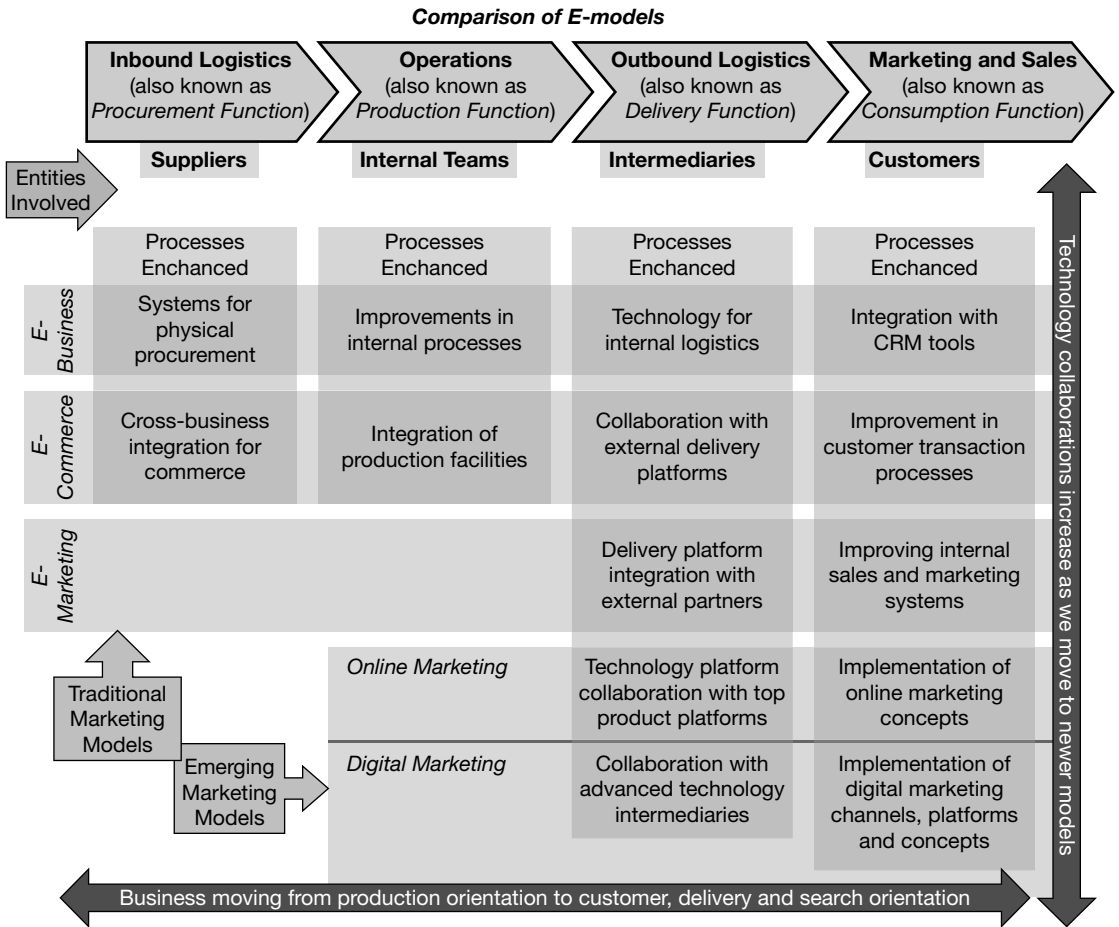 Comparison of E-models
Inbound Logistics
(also known as
Procurement Function)
Operations
(also known as
Production Function)
Outbound Logistics
(also known as
Delivery Function)
Marketing and Sales
(also known as
Consumption Function)
Entities
Involved
Suppliers
Internal Teams
Intermediaries
Customers
Processes
Enchanced
Processes
Enchanced
Processes
Enchanced
Processes
Enchanced
E-
Business
Systems for
physical
procurement
Improvements in
internal processes
Technology for
internal logistics
Integration with
CRM tools
E-
Commerce
Cross-business
integration for
commerce
Integration of
production facilities
Collaboration with
external delivery
platforms
Improvement in
customer transaction
processes
E-
Marketing
Delivery platform
integration with
external partners
Improving internal
sales and marketing
systems
Traditional
Marketing
Models
Online Marketing
Technology platform
collaboration with top
product platforms
Implementation of
online marketing
concepts
Emerging
Marketing
Models
Digital Marketing
Collaboration with
advanced technology
intermediaries
Implementation of
digital marketing
channels, platforms
and concepts
Technology collaborations increase as we move to newer models
Business moving from production orientation to customer, delivery and search orientation